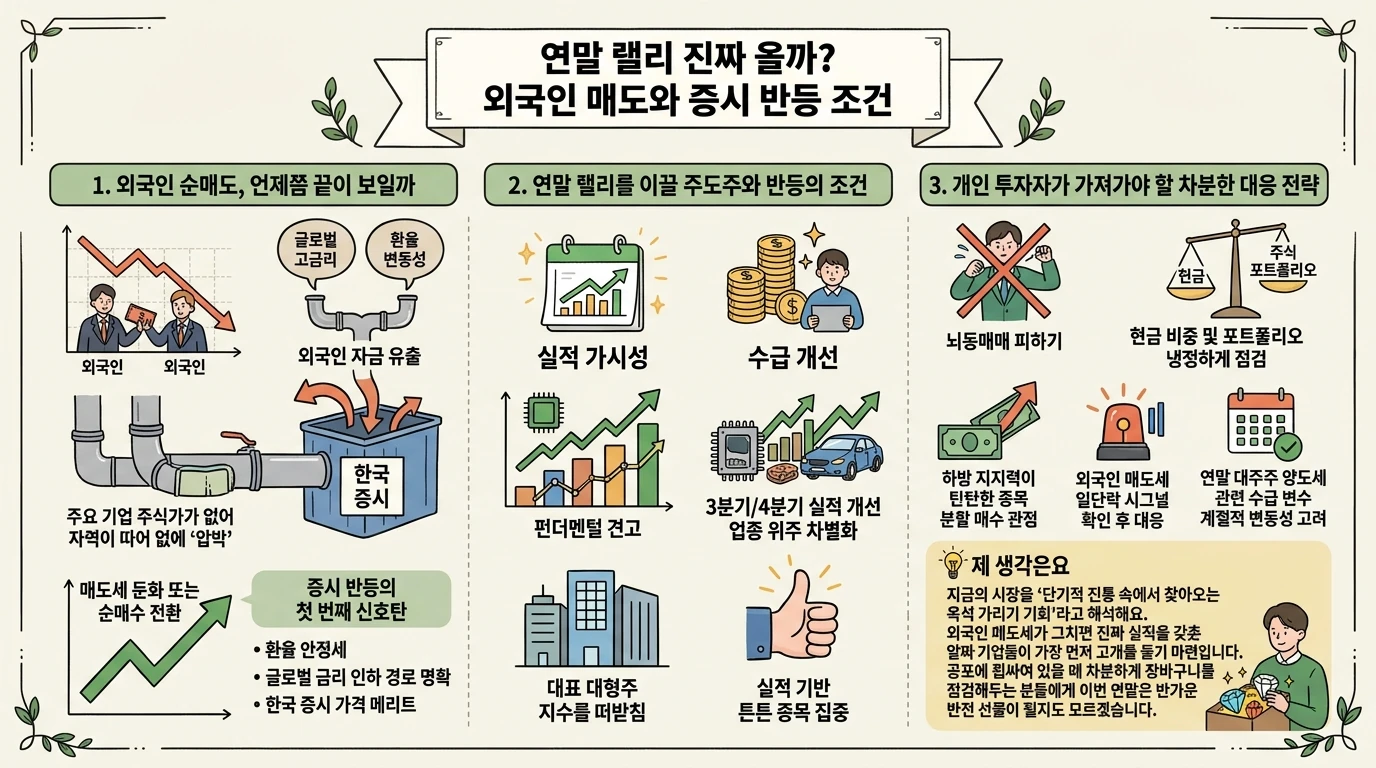 연말 랠리 진짜 올까?
외국인 매도와 증시 반등 조건
1. 외국인 순매도, 언제쯤 끝이 보일까
외국인
외국인
글로벌
고금리
환율
변동성
외국인 자금 유출
한국
증시
주요 기업 주식가가 없어
자력이 따어 없에 '압박'
매도세 둔화 또는
순매수 전환
증시 반등의
첫 번째 신호탄
• 환율 안정세
• 글로벌 금리 인하 경로 명확
• 한국 증시 가격 메리트
2. 연말 랠리를 이끌 주도주와 반등의 조건
실적 가시성
수급 개선
펀더멘털 견고
3분기/4분기 실적 개선
업종 위주 차별화
대표 대형주
지수를 떠받침
실적 기반
튼튼 종목 집중
3. 개인 투자자가 가져가야 할 차분한 대응 전략
뇌동매매 피하기
현금
주식
포트폴리오
현금 비중 및 포트폴리오
냉정하게 점검
하방 지지력이
탄탄한 종목
분할 매수 관점
외국인 매도세
일단락 시그널
확인 후 대응
연말 대주주 양도세
관련 수급 변수
계절적 변동성 고려
제 생각은요
지금의 시장을 '단기적 진통 속에서 찾아오는
옥석 가리기 기회'라고 해석해요.
외국인 매도세가 그치면 진짜 실적을 갖춘
알짜 기업들이 가장 먼저 고개를 둘기 마련입니다.
공포에 휩싸여 있을 때 차분하게 장바구니를
점검해두는 분들에게 이번 연말은 반가운
반전 선물이 될지도 모르겠습니다.